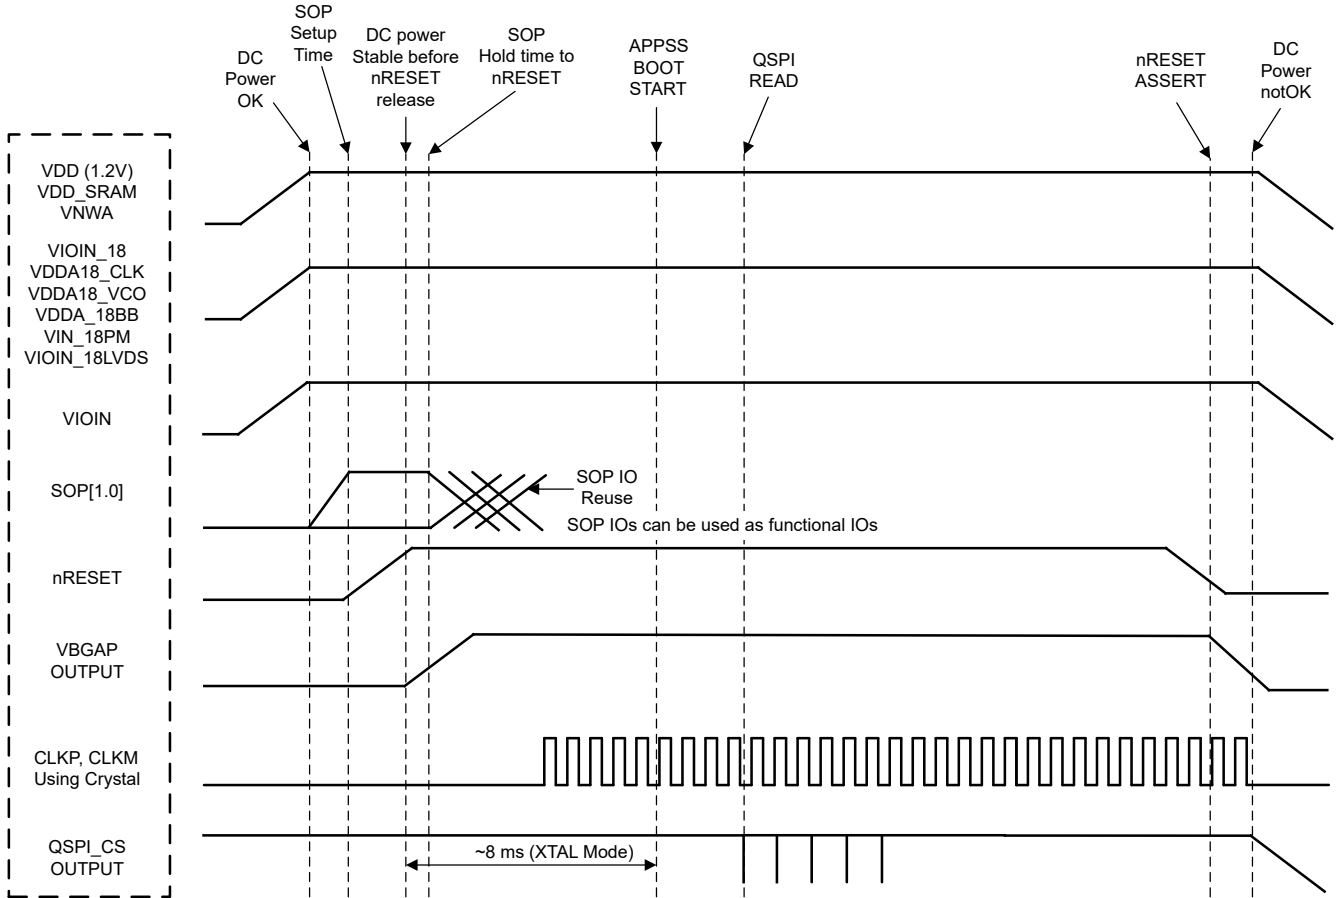 DC
Power
OK
SOP
Setup
Time
DC power
Stable before
nRESET
release
SOP
Hold time to
nRESET
APPSS
BOOT
START
QSPI
READ
nRESET
ASSERT
DC
Power
notOK
VDD (1.2V)
VDD_SRAM
VNWA
VIOIN_18
VDDA18_CLK
VDDA18_VCO
VDDA_18BB
VIN_18PM
VIOIN_18LVDS
VIOIN
SOP[1.0]
SOP IO
Reuse
SOP IOs can be used as functional IOs
nRESET
VBGAP
OUTPUT
CLKP, CLKM
Using Crystal
QSPI_CS
OUTPUT
~8 ms (XTAL Mode)